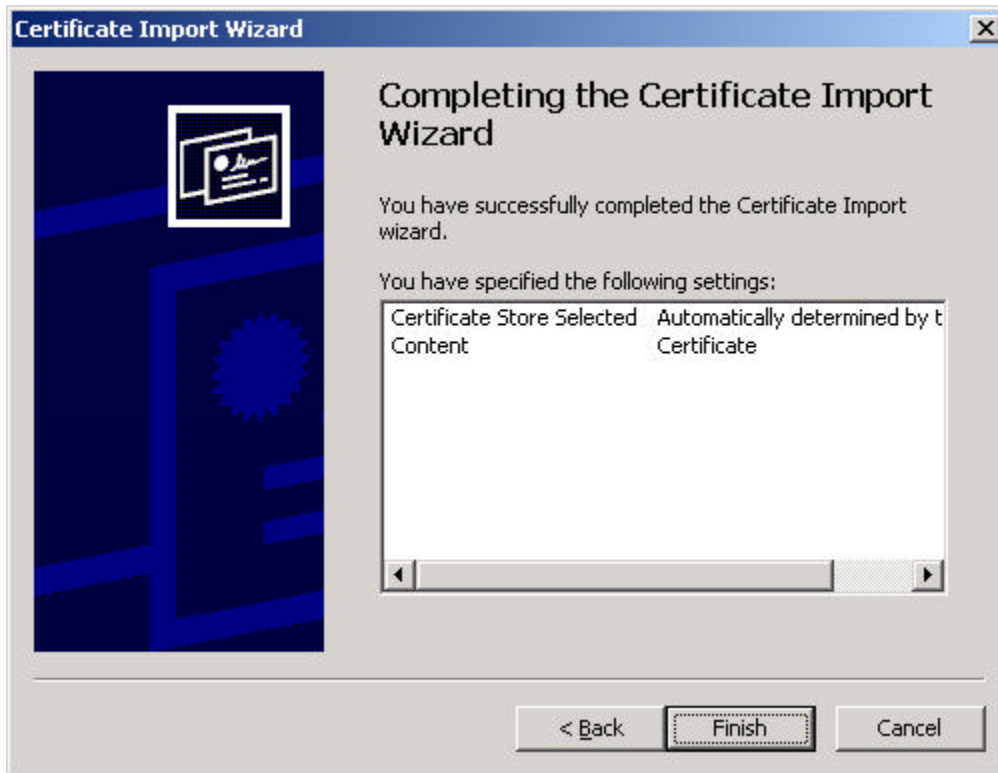 Certificate Import Wizard
Completing the Certificate Import
Wizard
You have successfully completed the Certificate Import
wizard.
You have specified the following settings:
Certificate Store Selected Automatically determined by t
Content Certificate
< Back Finish Cancel